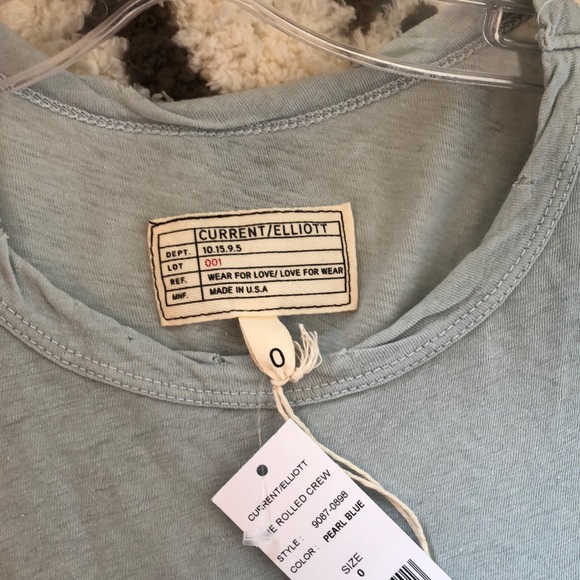 CURRENT/ELLIOTT
DEPT. 10.15.9.5
LOT 001
REF. WEAR FOR LOVE/ LOVE FOR WEAR
MNF. MADE IN U.S.A
0
CURRENT/ELLIOTT
ROLLED CREW
STYLE : 9087-0898
COLOR : PEARL BLUE
SIZE
0